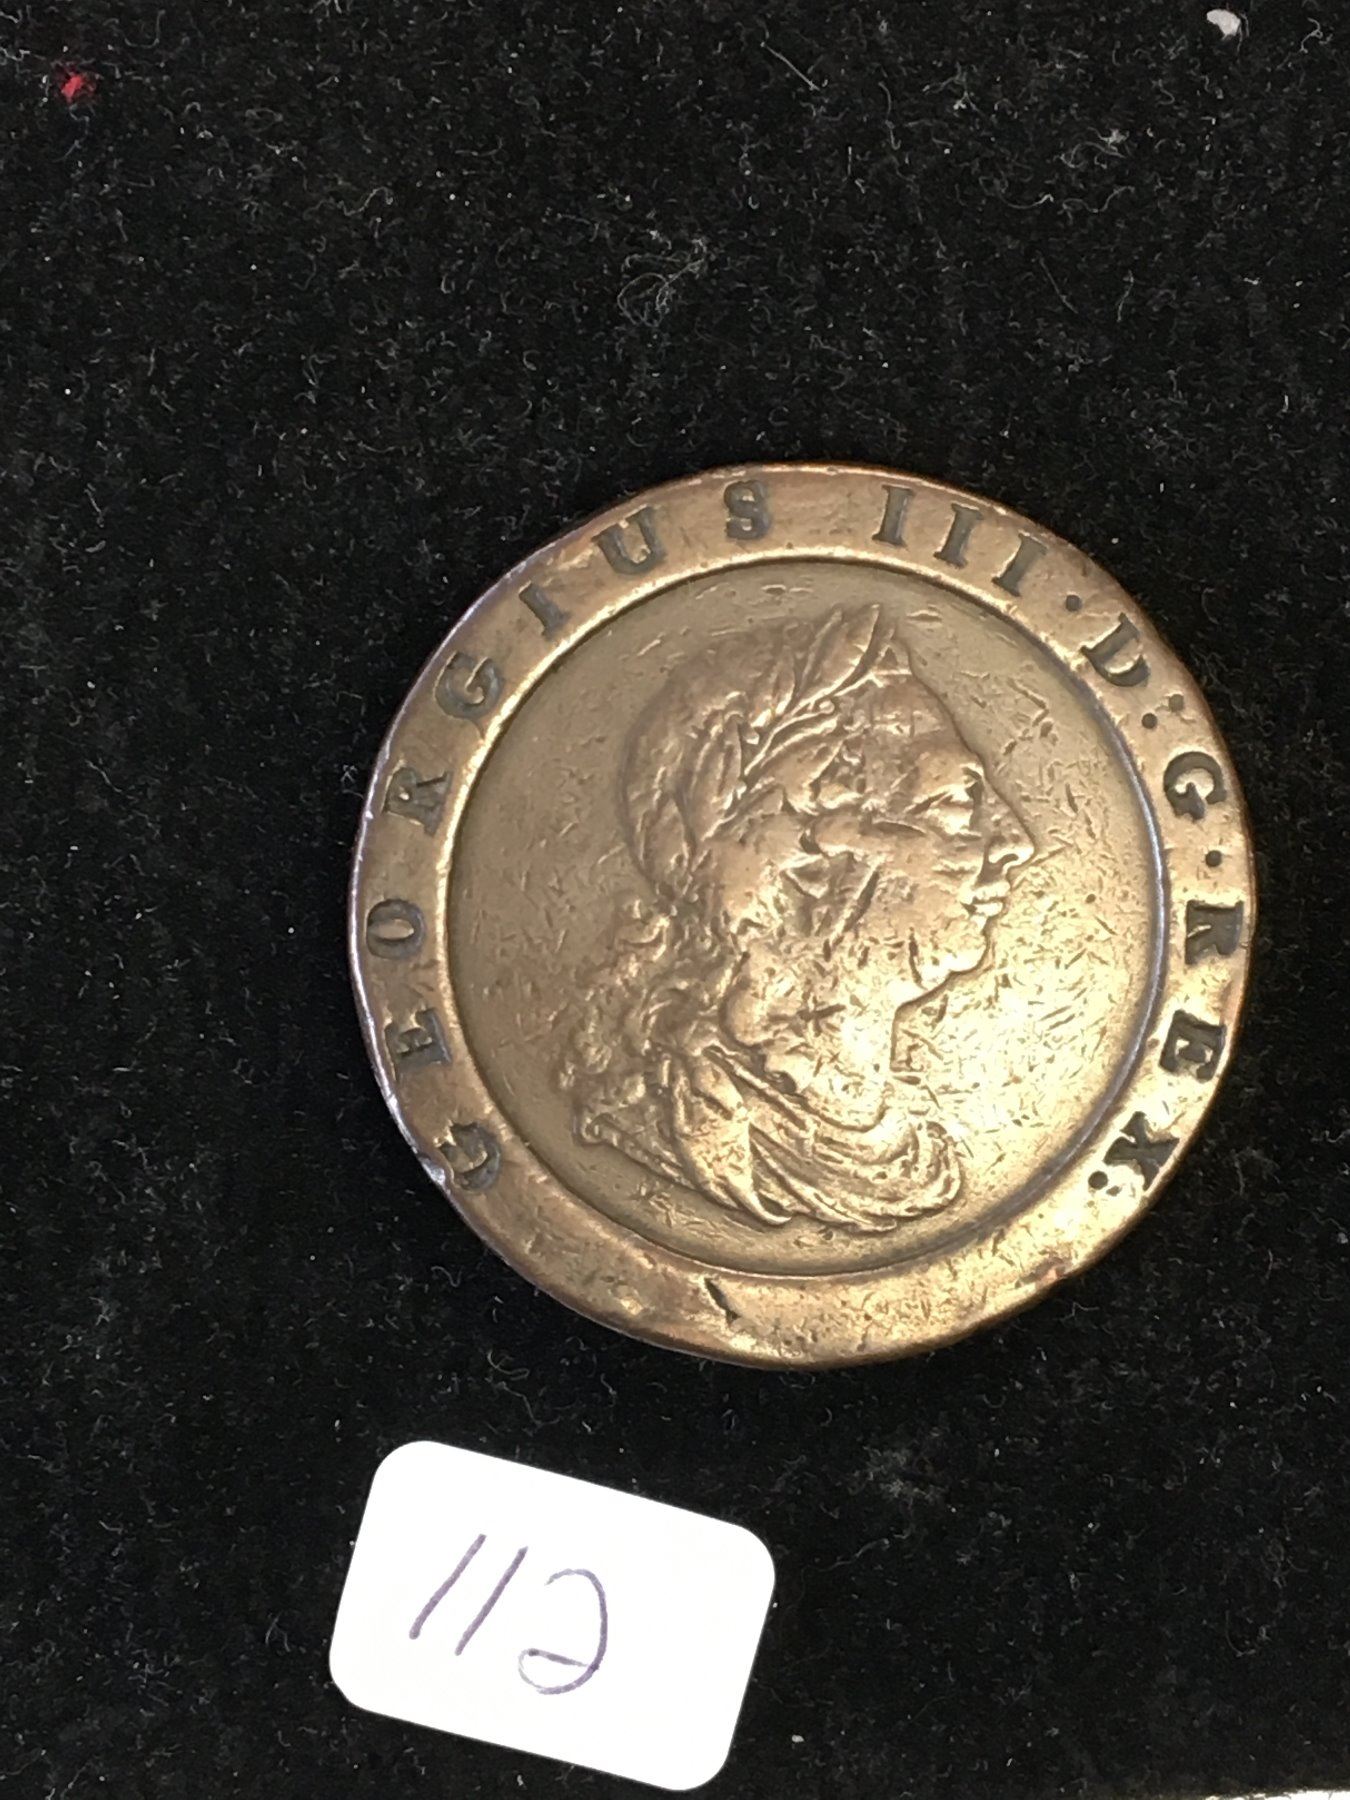 GEORGIUS III · D : G · REX :
112